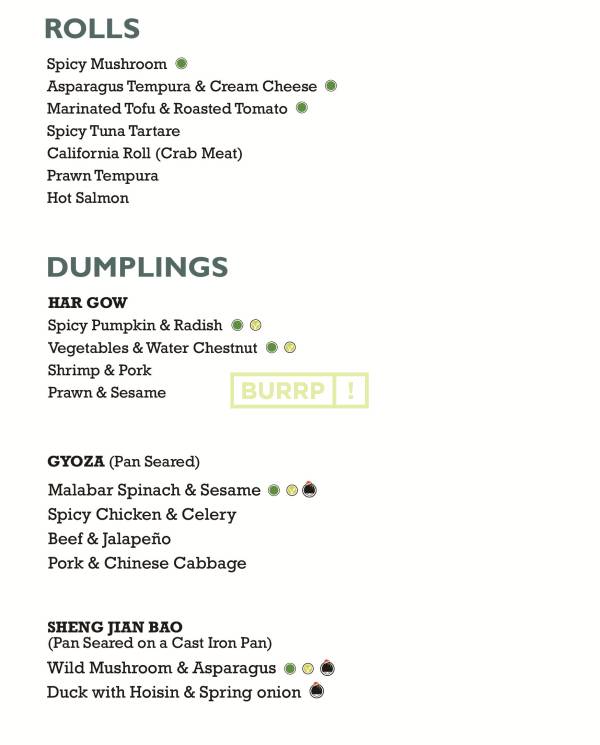 ROLLS
Spicy Mushroom
Asparagus Tempura & Cream Cheese
Marinated Tofu & Roasted Tomato
Spicy Tuna Tartare
California Roll (Crab Meat)
Prawn Tempura
Hot Salmon
DUMPLINGS
HAR GOW
Spicy Pumpkin & Radish
Vegetables & Water Chestnut
Shrimp & Pork
Prawn & Sesame
BURRP !
GYOZA (Pan Seared)
Malabar Spinach & Sesame
Spicy Chicken & Celery
Beef & Jalapeño
Pork & Chinese Cabbage
SHENG JIAN BAO
(Pan Seared on a Cast Iron Pan)
Wild Mushroom & Asparagus
Duck with Hoisin & Spring onion